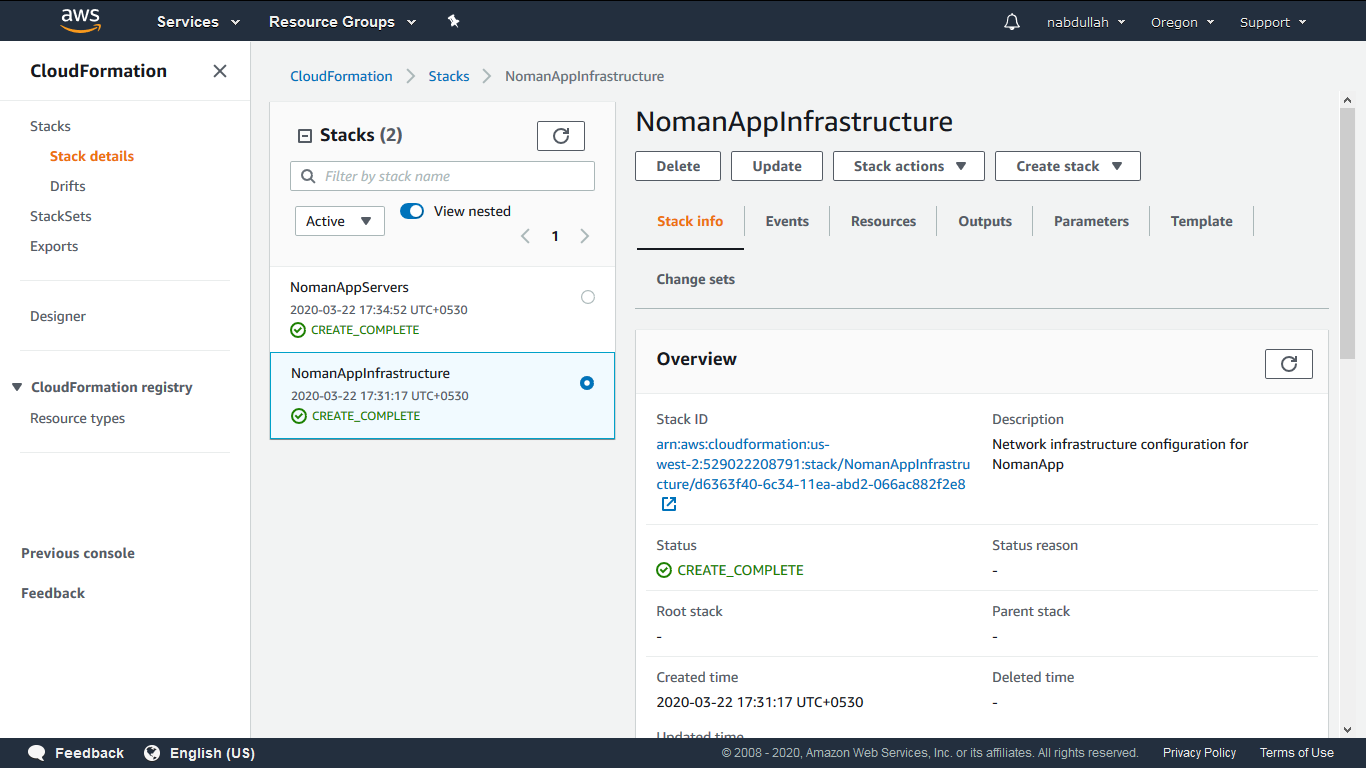 aws
Services
Resource Groups
nabdullah
Oregon
Support
CloudFormation
Stacks
Stack details
Drifts
StackSets
Exports
Designer
CloudFormation registry
Resource types
Previous console
Feedback
CloudFormation
Stacks
NomanAppInfrastructure
Stacks (2)
Filter by stack name
Active
View nested
1
NomanAppServers
2020-03-22 17:34:52 UTC+0530
CREATE_COMPLETE
NomanAppInfrastructure
2020-03-22 17:31:17 UTC+0530
CREATE_COMPLETE
NomanAppInfrastructure
Delete
Update
Stack actions
Create stack
Stack info
Events
Resources
Outputs
Parameters
Template
Change sets
Overview
Stack ID
arn:aws:cloudformation:us-
west-2:529022208791:stack/NomanAppInfrastru
cture/d6363f40-6c34-11ea-abd2-066ac882f2e8
Description
Network infrastructure configuration for
NomanApp
Status
CREATE_COMPLETE
Status reason
-
Root stack
-
Parent stack
-
Created time
2020-03-22 17:31:17 UTC+0530
Deleted time
-
Updated time
Feedback
English (US)
© 2008 - 2020, Amazon Web Services, Inc. or its affiliates. All rights reserved.
Privacy Policy
Terms of Use